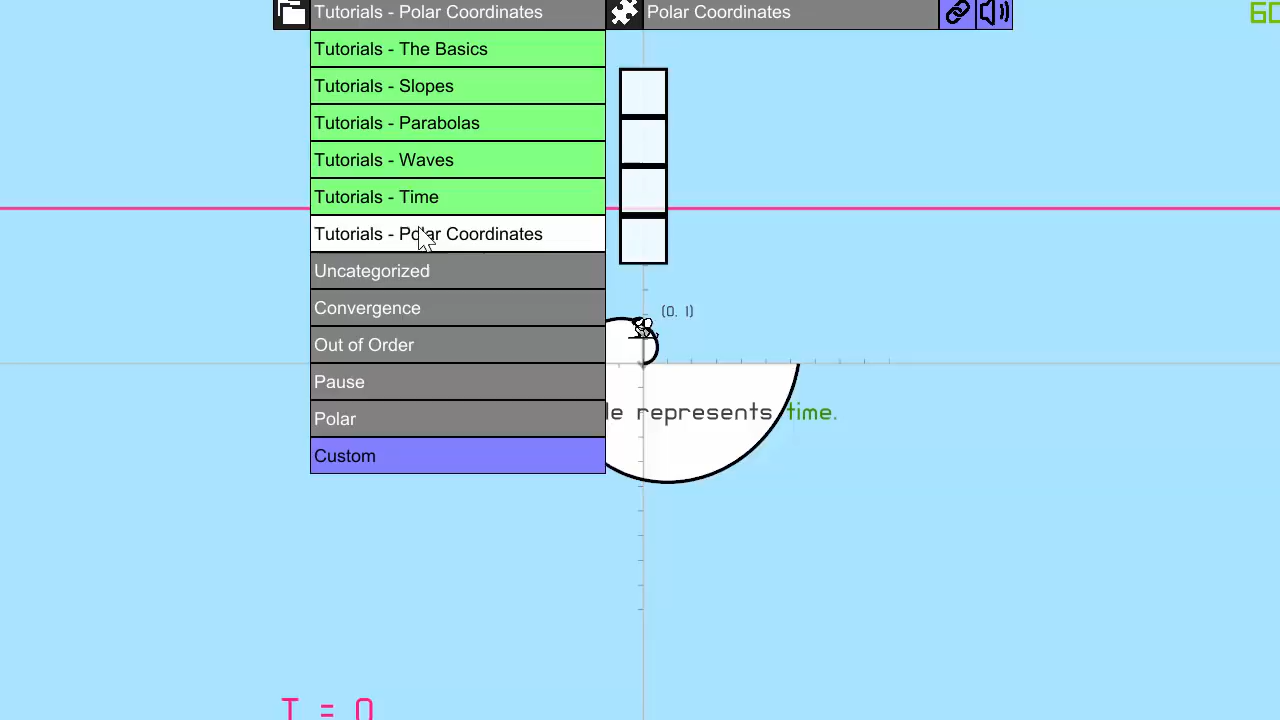 Tutorials - Polar Coordinates
Polar Coordinates
Tutorials - The Basics
Tutorials - Slopes
Tutorials - Parabolas
Tutorials - Waves
Tutorials - Time
Tutorials - Polar Coordinates
Uncategorized
Convergence
Out of Order
Pause
Polar
Custom
(0, 1)
represents time.
T = 0